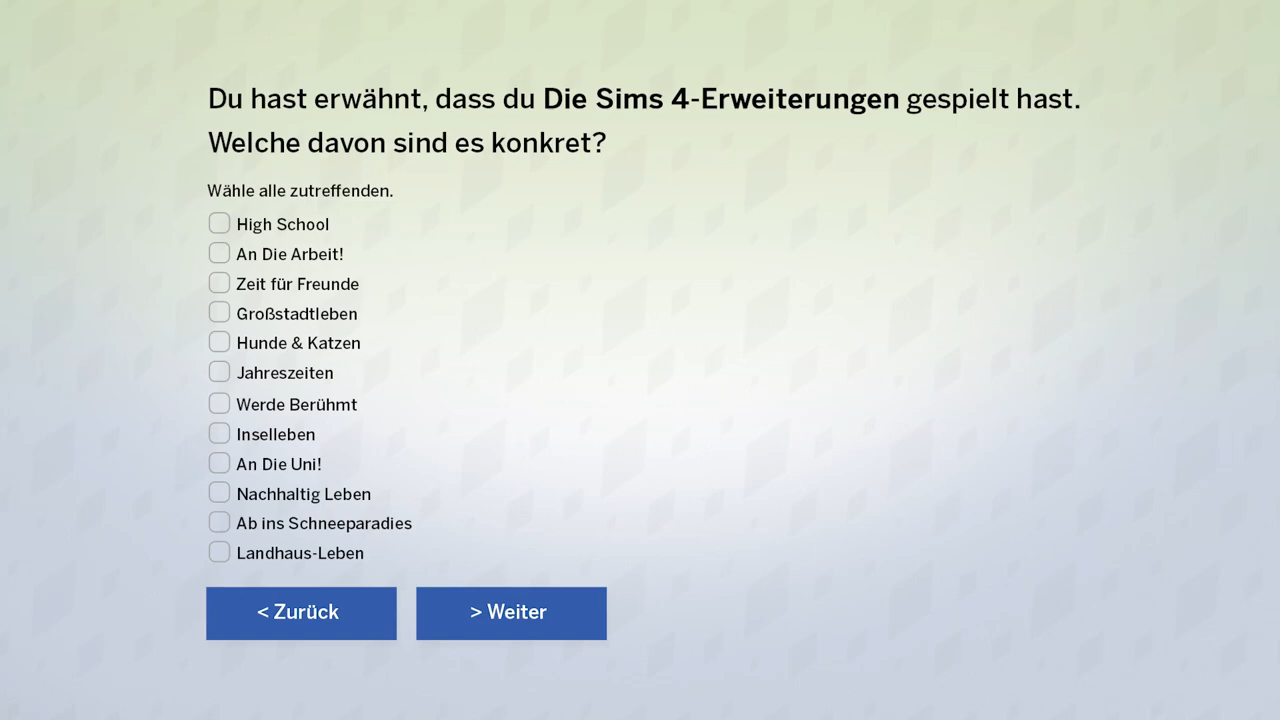 Du hast erwähnt, dass du Die Sims 4-Erweiterungen gespielt hast.
Welche davon sind es konkret?
Wähle alle zutreffenden.
High School
An Die Arbeit!
Zeit für Freunde
Großstadtleben
Hunde & Katzen
Jahreszeiten
Werde Berühmt
Inselleben
An Die Uni!
Nachhaltig Leben
Ab ins Schneeparadies
Landhaus-Leben
< Zurück
> Weiter